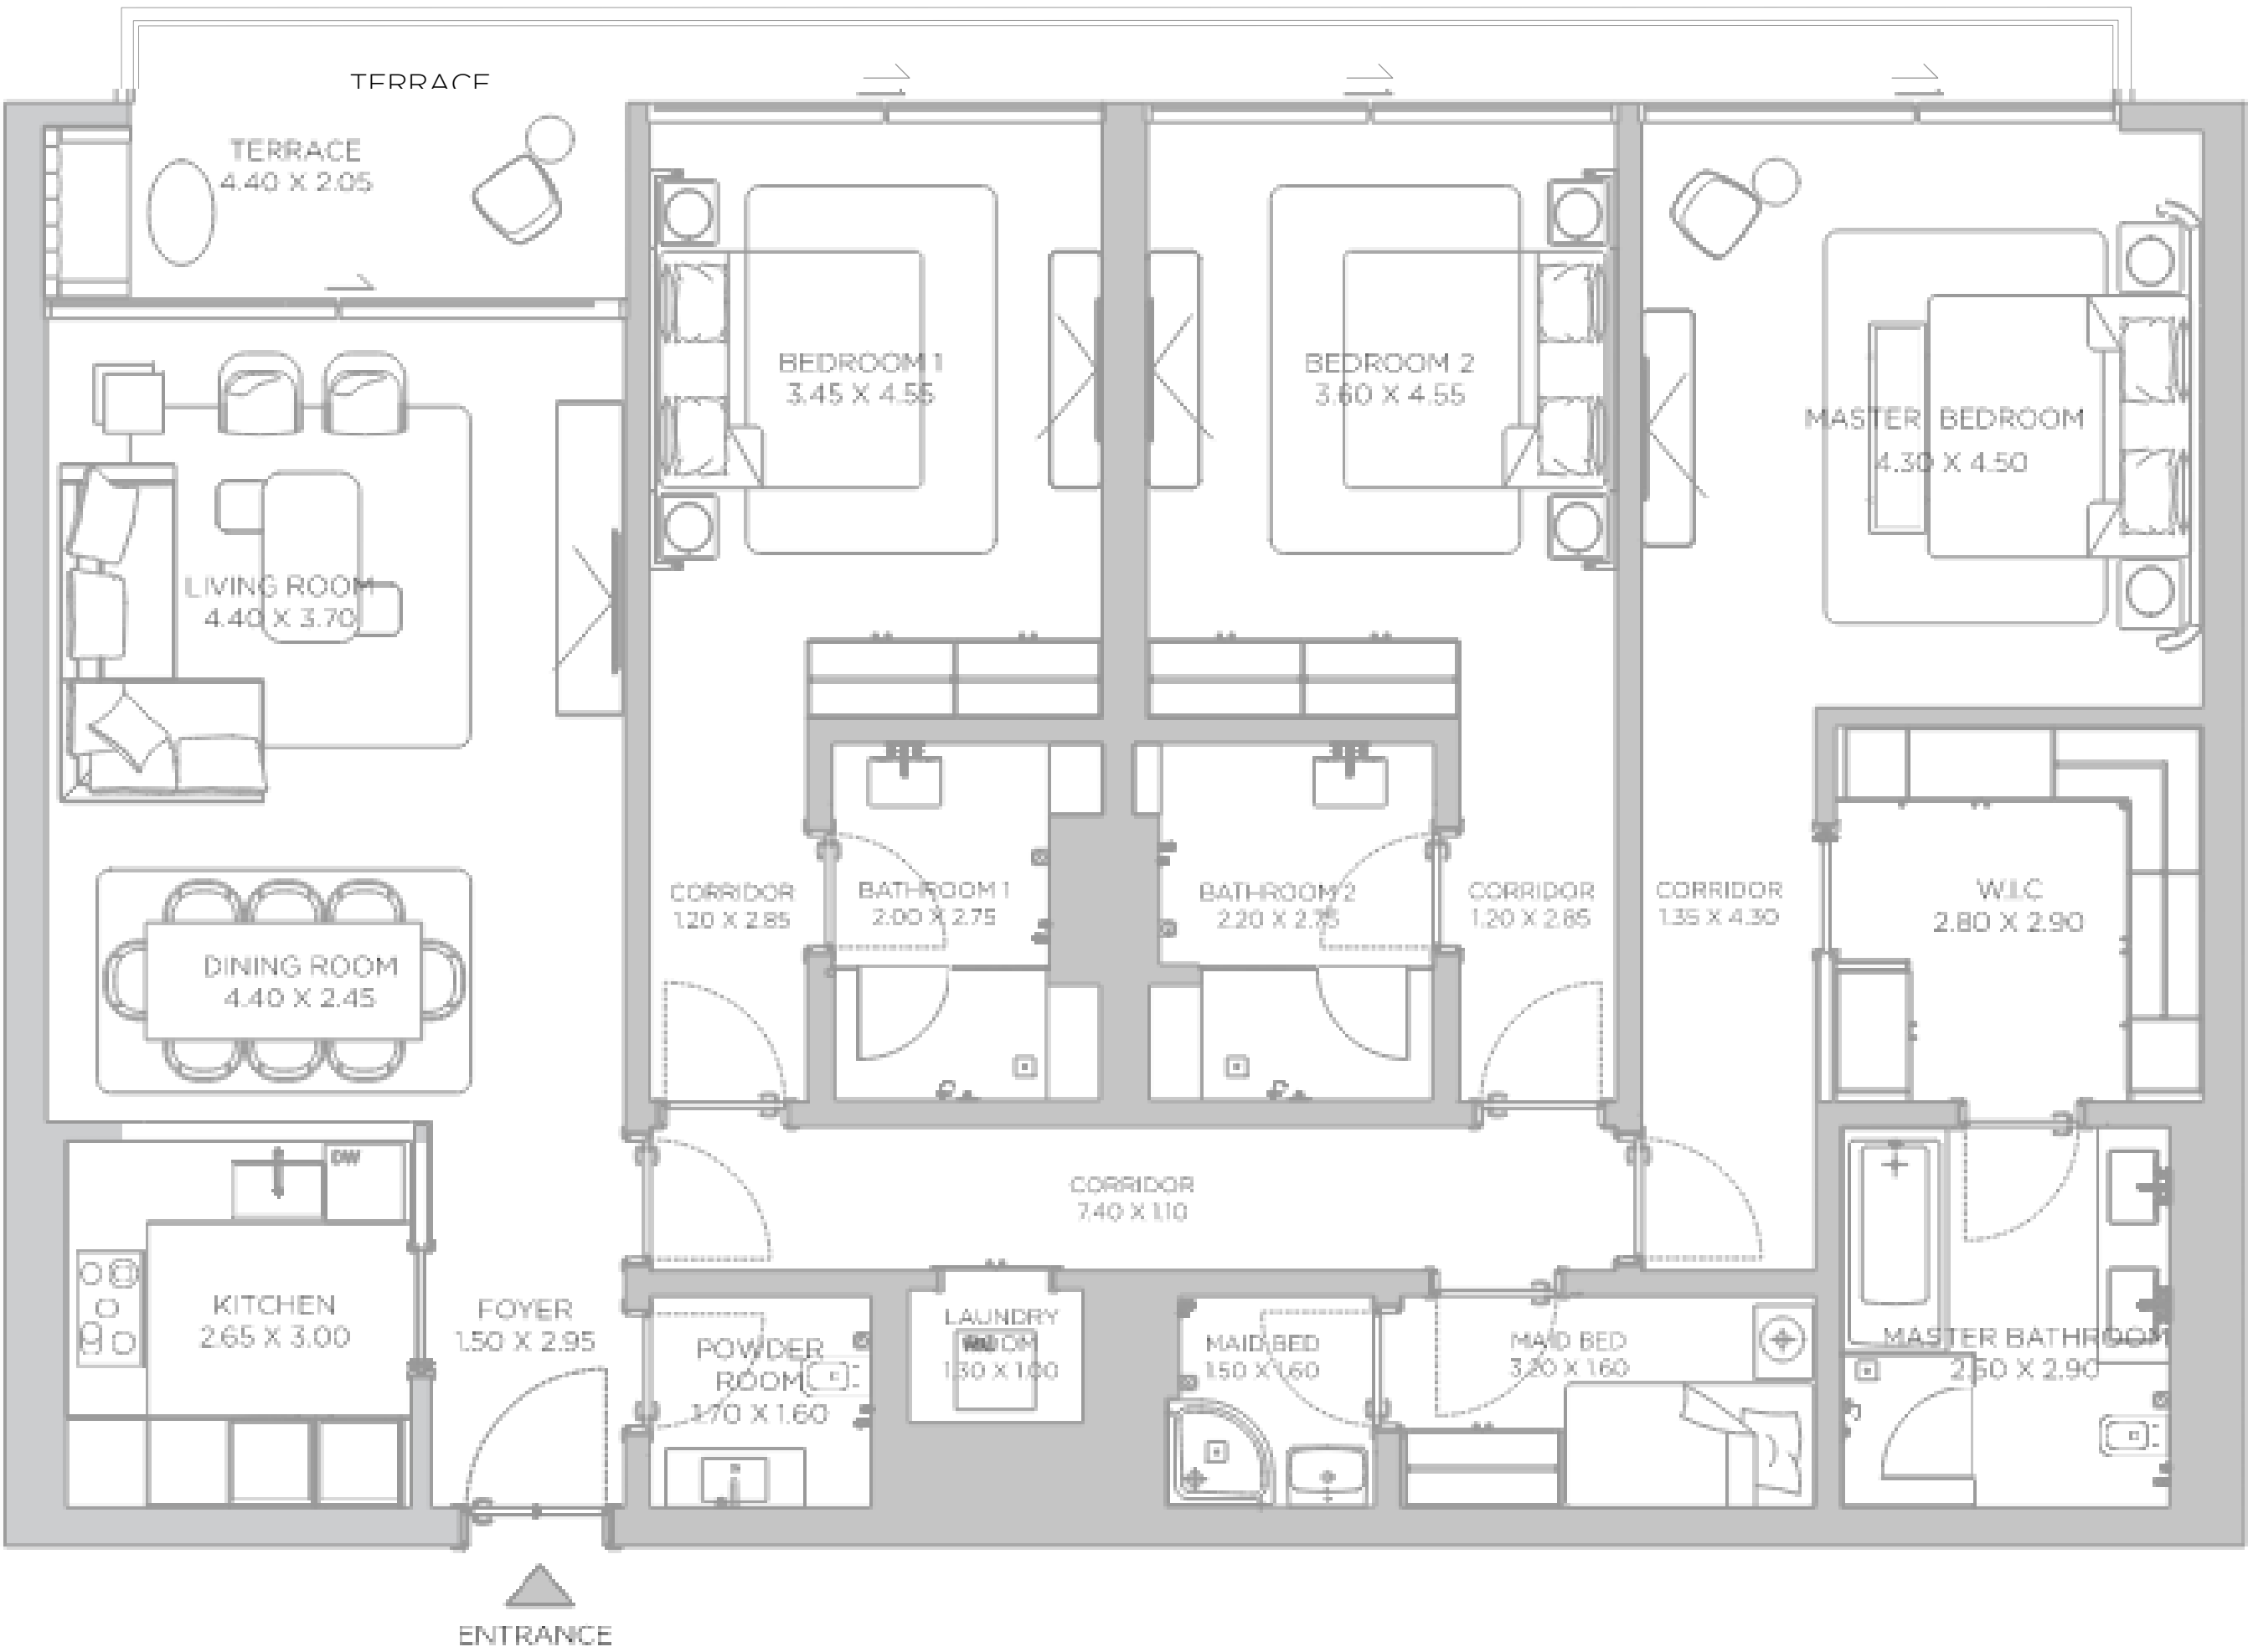 TERRACE
TERRACE
4.40 X 2.05
BEDROOM 1
3.45 X 4.55
BEDROOM 2
3.60 X 4.55
MASTER BEDROOM
4.30 X 4.50
LIVING ROOM
4.40 X 3.70
CORRIDOR
1.20 X 2.85
BATHROOM 1
2.00 X 2.75
BATHROOM 2
2.20 X 2.75
CORRIDOR
1.20 X 2.85
CORRIDOR
1.35 X 4.30
W.I.C
2.80 X 2.90
DINING ROOM
4.40 X 2.45
DW
CORRIDOR
7.40 X 1.10
KITCHEN
2.65 X 3.00
FOYER
1.50 X 2.95
POWDER
ROOM
1.70 X 1.60
LAUNDRY
ROOM
1.30 X 1.00
MAID BED
1.50 X 1.60
MAID BED
3.20 X 1.60
MASTER BATHROOM
2.50 X 2.90
ENTRANCE